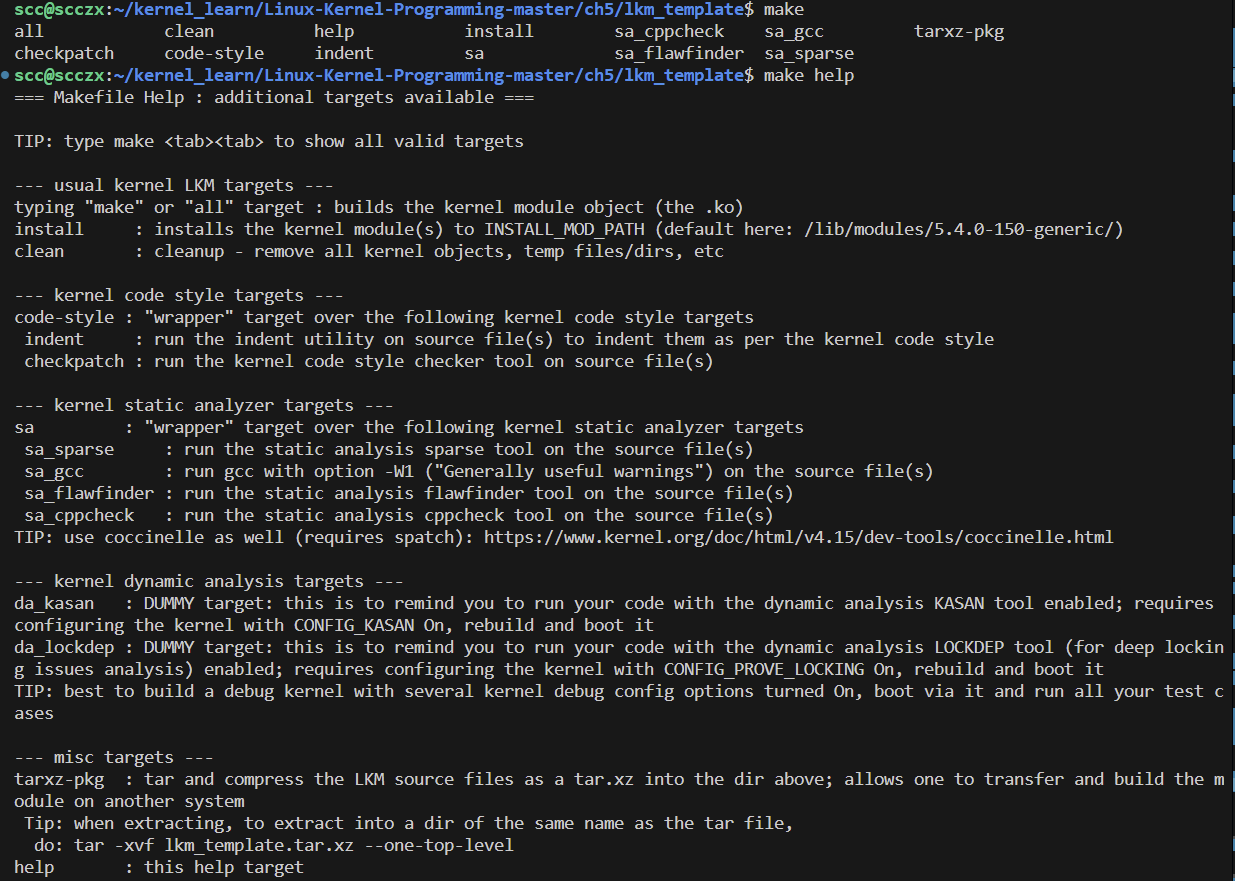 scc@scczx:~/kernel_learn/Linux-Kernel-Programming-master/ch5/lkm_template$ make
all               clean          help           install        sa_cppcheck    sa_gcc         tarxz-pkg
checkpatch     code-style     indent         sa             sa_flawfinder  sa_sparse
scc@scczx:~/kernel_learn/Linux-Kernel-Programming-master/ch5/lkm_template$ make help
=== Makefile Help : additional targets available ===

TIP: type make <tab><tab> to show all valid targets

--- usual kernel LKM targets ---
typing "make" or "all" target : builds the kernel module object (the .ko)
install     : installs the kernel module(s) to INSTALL_MOD_PATH (default here: /lib/modules/5.4.0-150-generic/)
clean       : cleanup - remove all kernel objects, temp files/dirs, etc

--- kernel code style targets ---
code-style : "wrapper" target over the following kernel code style targets
 indent     : run the indent utility on source file(s) to indent them as per the kernel code style
 checkpatch : run the kernel code style checker tool on source file(s)

--- kernel static analyzer targets ---
sa         : "wrapper" target over the following kernel static analyzer targets
 sa_sparse     : run the static analysis sparse tool on the source file(s)
 sa_gcc        : run gcc with option -W1 ("Generally useful warnings") on the source file(s)
 sa_flawfinder : run the static analysis flawfinder tool on the source file(s)
 sa_cppcheck   : run the static analysis cppcheck tool on the source file(s)
TIP: use coccinelle as well (requires spatch): https://www.kernel.org/doc/html/v4.15/dev-tools/coccinelle.html

--- kernel dynamic analysis targets ---
da_kasan   : DUMMY target: this is to remind you to run your code with the dynamic analysis KASAN tool enabled; requires
configuring the kernel with CONFIG_KASAN On, rebuild and boot it
da_lockdep : DUMMY target: this is to remind you to run your code with the dynamic analysis LOCKDEP tool (for deep lockin
g issues analysis) enabled; requires configuring the kernel with CONFIG_PROVE_LOCKING On, rebuild and boot it
TIP: best to build a debug kernel with several kernel debug config options turned On, boot via it and run all your test c
ases

--- misc targets ---
tarxz-pkg  : tar and compress the LKM source files as a tar.xz into the dir above; allows one to transfer and build the m
odule on another system
 Tip: when extracting, to extract into a dir of the same name as the tar file,
  do: tar -xvf lkm_template.tar.xz --one-top-level
help       : this help target